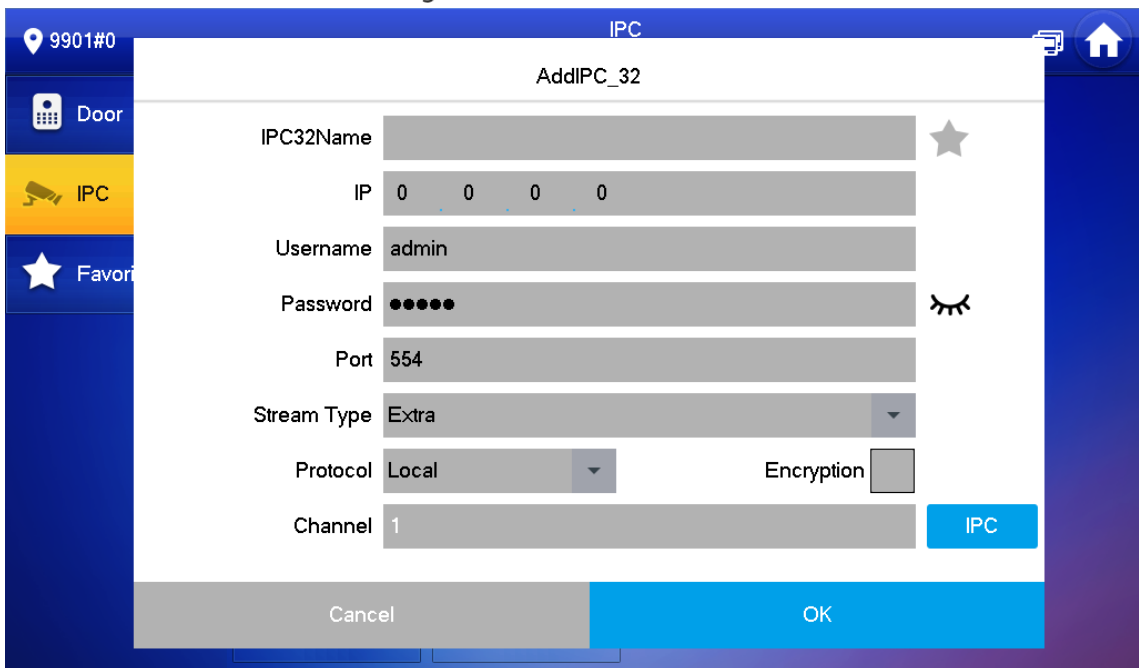 9901#0
IPC
AddIPC_32
Door
IPC32Name
IP 0 . 0 . 0 . 0
IPC
Username admin
Favori
Password ●●●●●
Port 554
Stream Type Extra
Protocol Local Encryption
Channel 1 IPC
Cancel OK